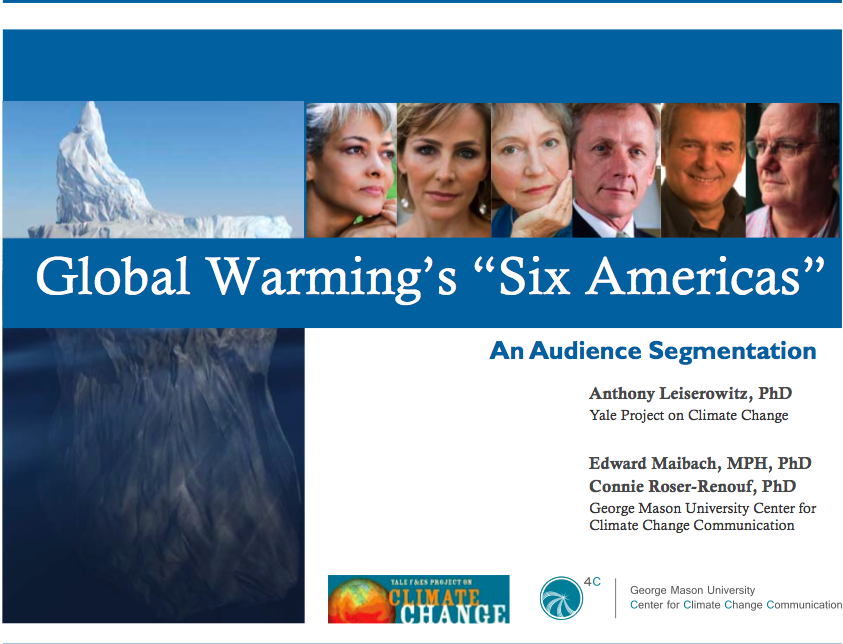 Global Warming’s “Six Americas”
An Audience Segmentation
Anthony Leiserowitz, PhD
Yale Project on Climate Change
Edward Maibach, MPH, PhD
Connie Roser-Renouf, PhD
George Mason University Center for
Climate Change Communication
YALE F&ES PROJECT ON
CLIMATE
CHANGE
4C
George Mason University
Center for Climate Change Communication